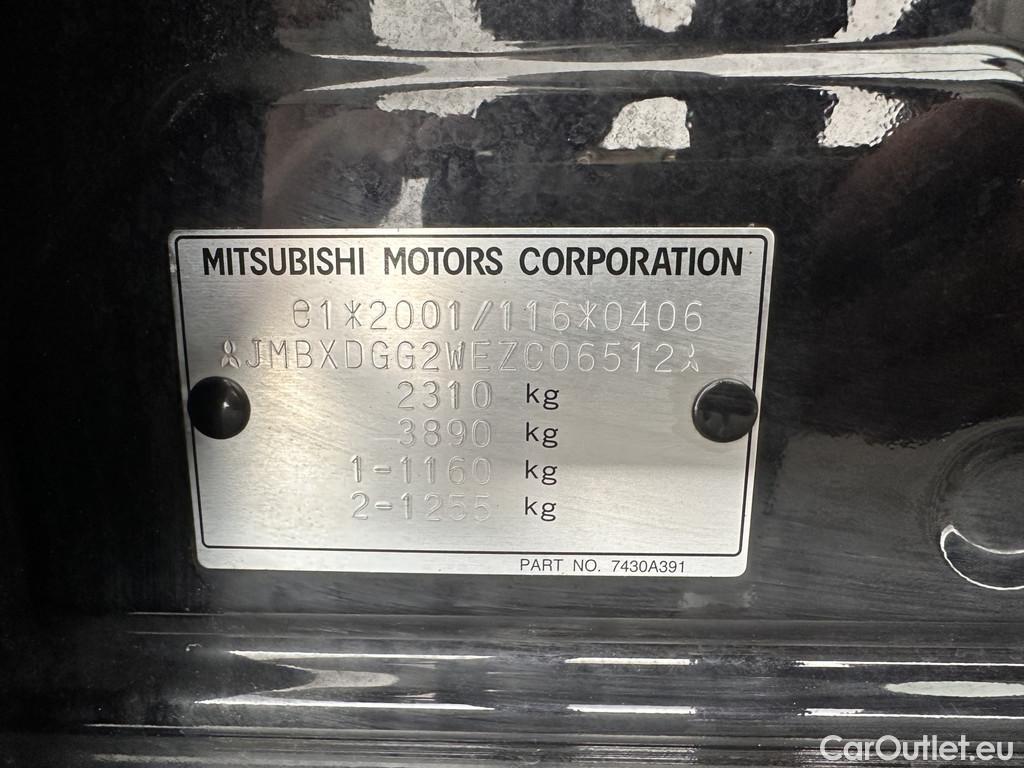 MITSUBISHI MOTORS CORPORATION
e1*2001/116*0406
JMBXDGG2WEZC06512
2310 kg
3890 kg
1-1160 kg
2-1255 kg
PART NO. 7430A391
CarOutlet.eu